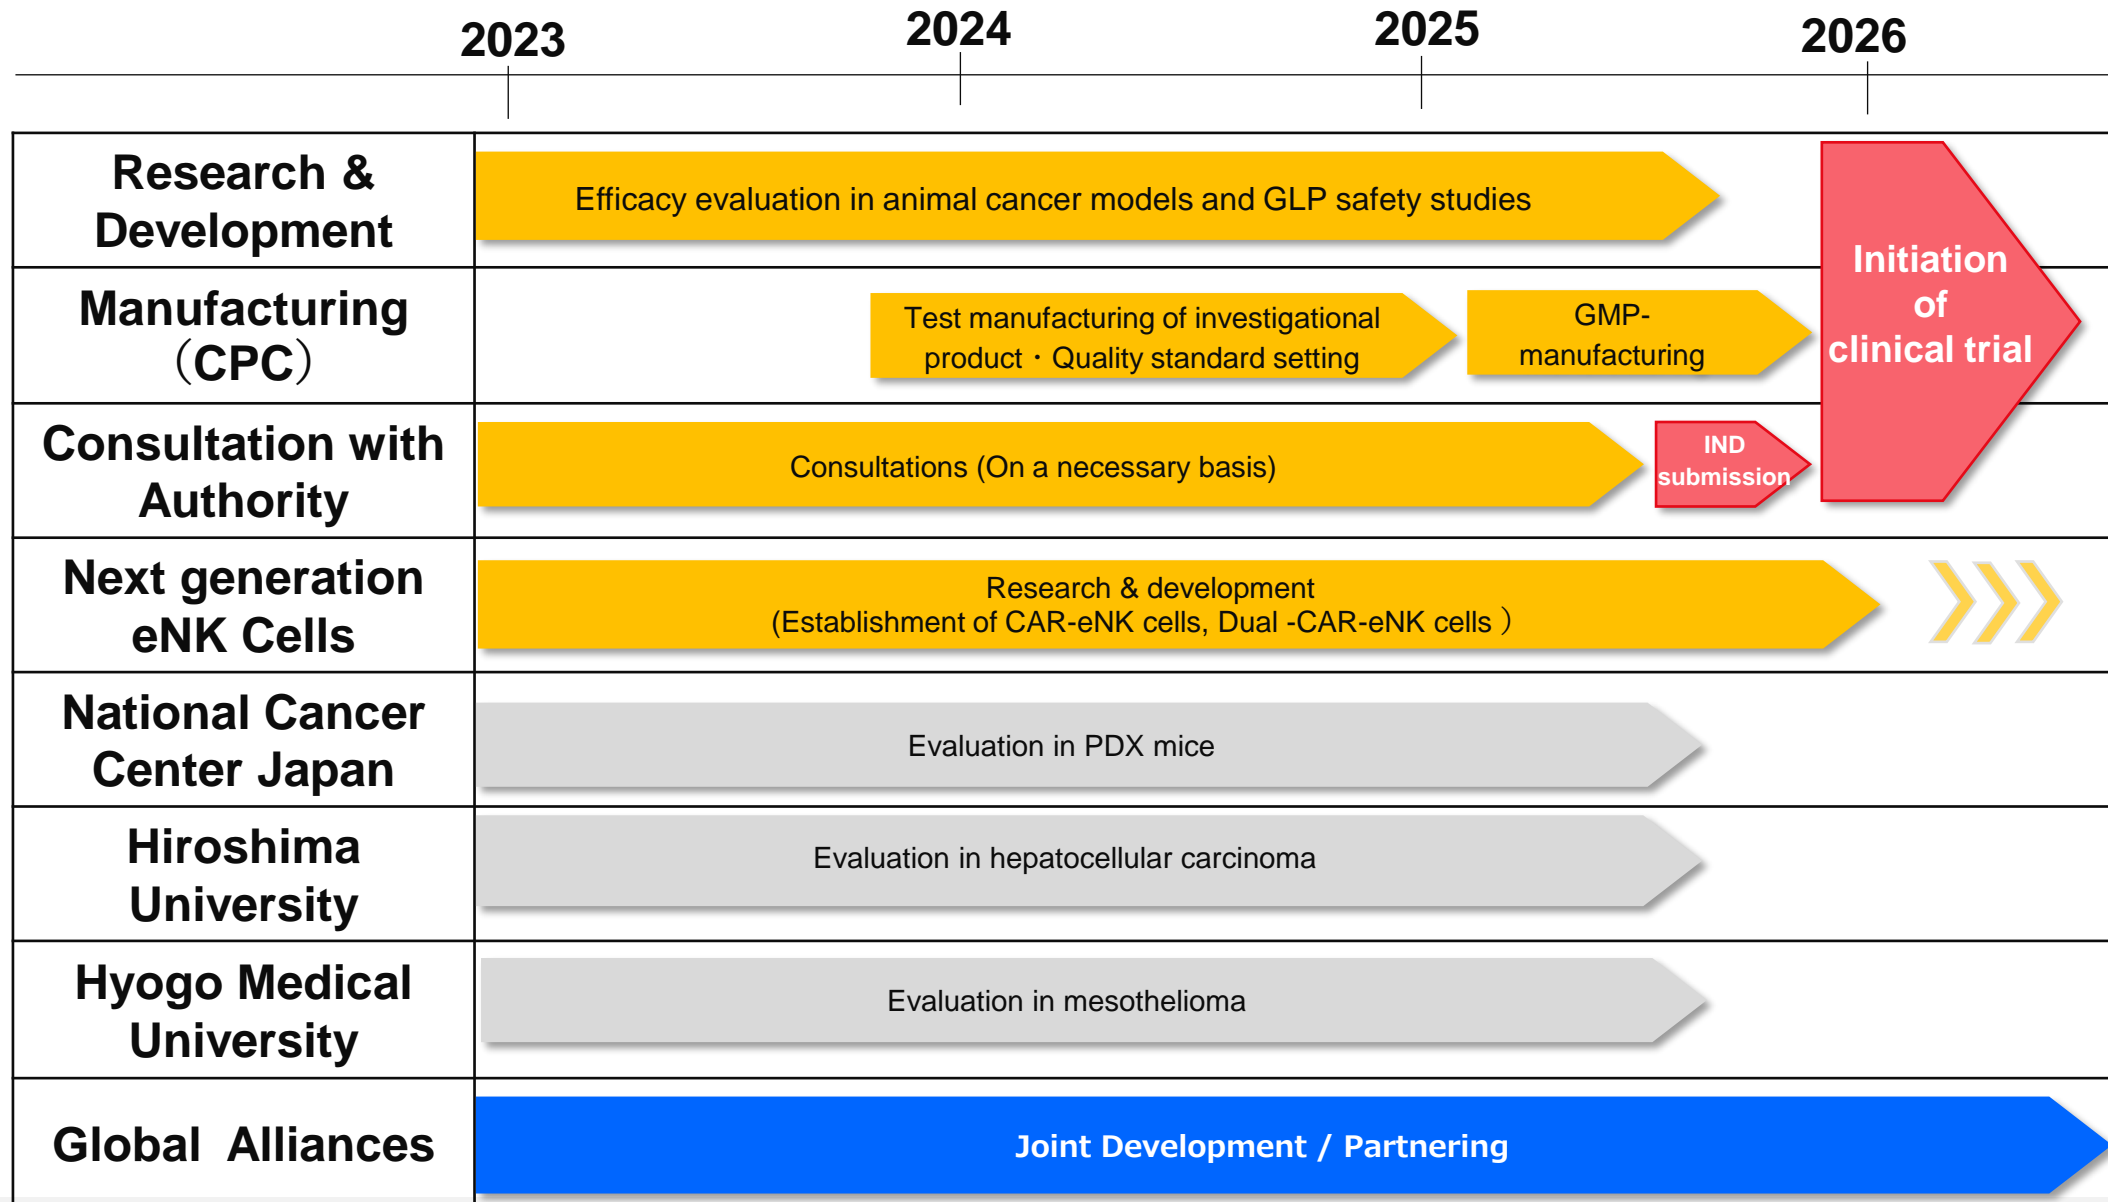 2023
2024
2025
2026
Research &
Development
Efficacy evaluation in animal cancer models and GLP safety studies
Initiation
of
clinical trial
Manufacturing
（CPC）
Test manufacturing of investigational
product・Quality standard setting
GMP-
manufacturing
Consultation with
Authority
Consultations (On a necessary basis)
IND
submission
Next generation
eNK Cells
Research & development
(Establishment of CAR-eNK cells, Dual -CAR-eNK cells ）
National Cancer
Center Japan
Evaluation in PDX mice
Hiroshima
University
Evaluation in hepatocellular carcinoma
Hyogo Medical
University
Evaluation in mesothelioma
Global Alliances
Joint Development / Partnering